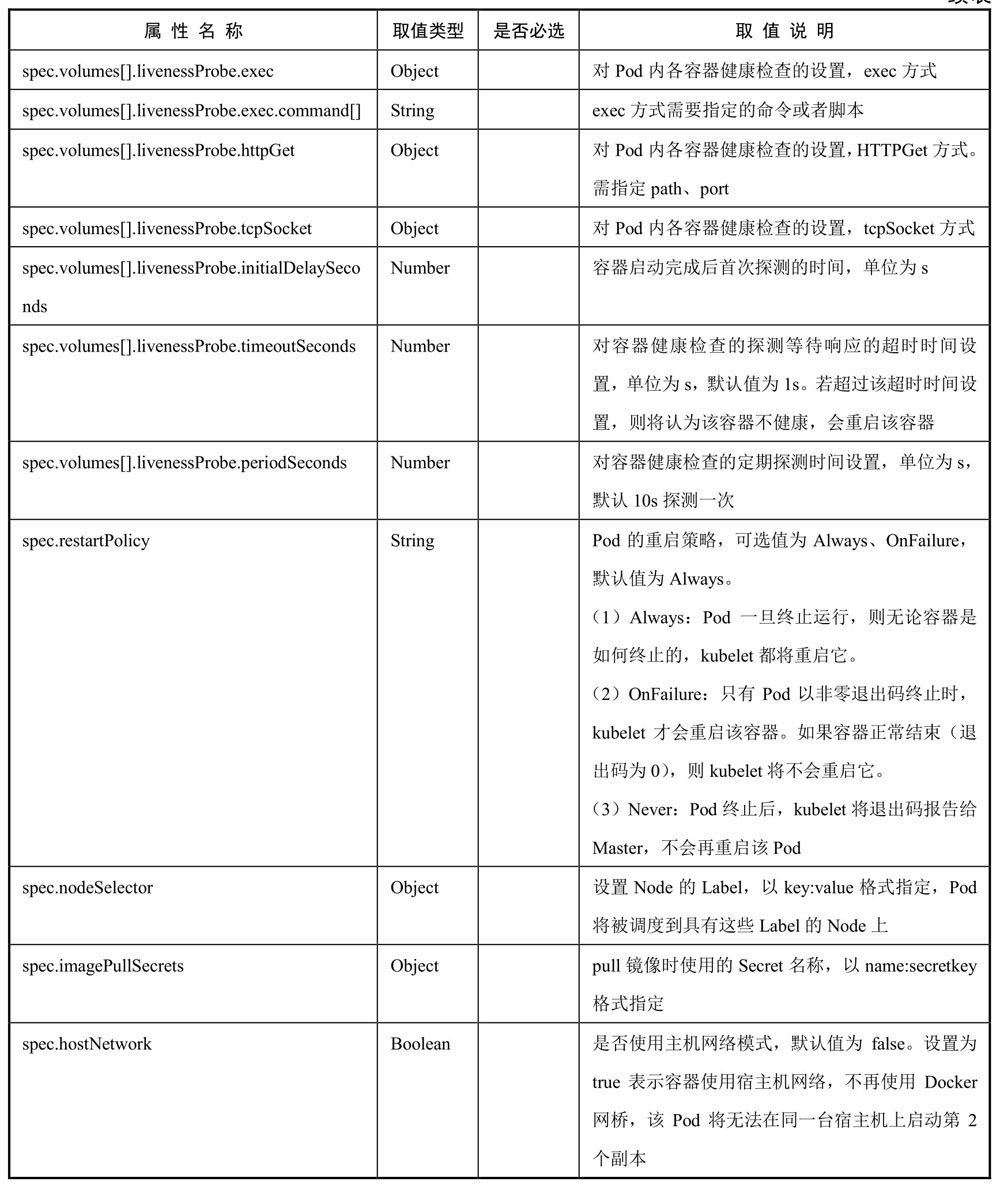 属性名称 取值类型 是否必选 取值说明
spec.volumes[].livenessProbe.exec Object 对 Pod 内各容器健康检查的设置，exec 方式
spec.volumes[].livenessProbe.exec.command[] String exec 方式需要指定的命令或者脚本
spec.volumes[].livenessProbe.httpGet Object 对 Pod 内各容器健康检查的设置，HTTPGet 方式。
需指定 path、port
spec.volumes[].livenessProbe.tcpSocket Object 对 Pod 内各容器健康检查的设置，tcpSocket 方式
spec.volumes[].livenessProbe.initialDelaySeco Number 容器启动完成后首次探测的时间，单位为 s
nds
spec.volumes[].livenessProbe.timeoutSeconds Number 对容器健康检查的探测等待响应的超时时间设
置，单位为 s，默认值为 1s。若超过该超时时间设
置，则将认为该容器不健康，会重启该容器
spec.volumes[].livenessProbe.periodSeconds Number 对容器健康检查的定期探测时间设置，单位为 s，
默认 10s 探测一次
spec.restartPolicy String Pod 的重启策略，可选值为 Always、OnFailure，
默认值为 Always。
（1）Always：Pod 一旦终止运行，则无论容器是
如何终止的，kubelet 都将重启它。
（2）OnFailure：只有 Pod 以非零退出码终止时，
kubelet 才会重启该容器。如果容器正常结束（退
出码为 0），则 kubelet 将不会重启它。
（3）Never：Pod 终止后，kubelet 将退出码报告给
Master，不会再重启该 Pod
spec.nodeSelector Object 设置 Node 的 Label，以 key:value 格式指定，Pod
将被调度到具有这些 Label 的 Node 上
spec.imagePullSecrets Object pull 镜像时使用的 Secret 名称，以 name:secretkey
格式指定
spec.hostNetwork Boolean 是否使用主机网络模式，默认值为 false。设置为
true 表示容器使用宿主机网络，不再使用 Docker
网桥，该 Pod 将无法在同一台宿主机上启动第 2
个副本